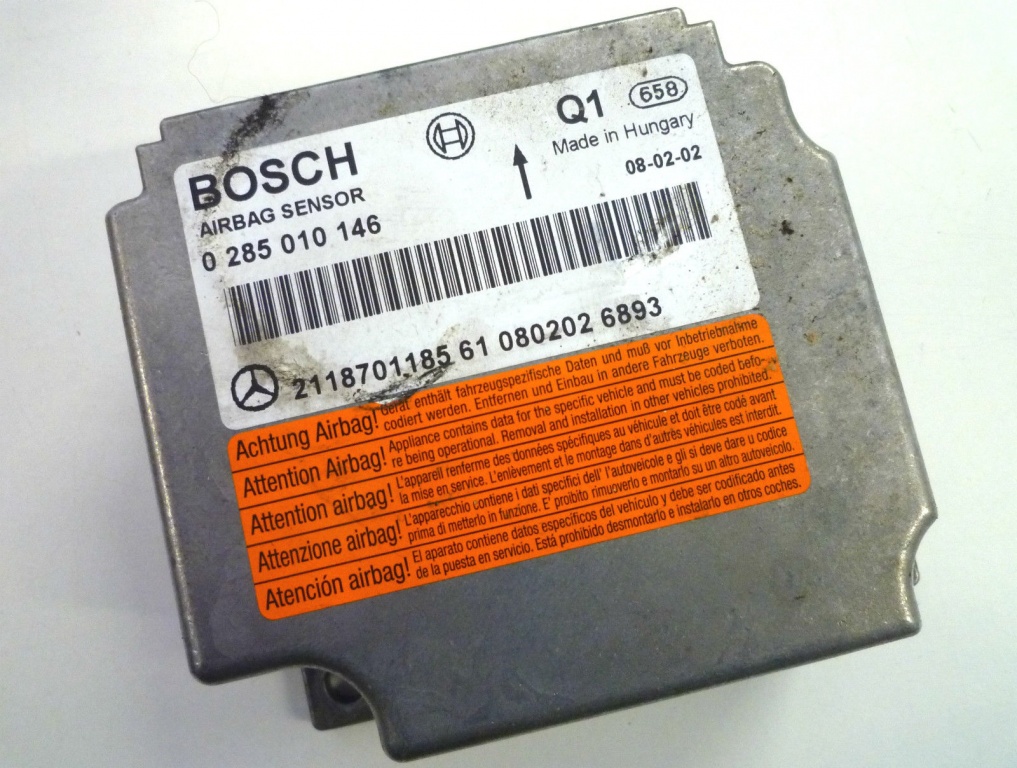 BOSCH
Q1
658
AIRBAG SENSOR
Made in Hungary
0 285 010 146
08-02-02
2118701185 61 080202 6893
Achtung Airbag!
Gerät enthält fahrzeugspezifische Daten und muß vor Inbetriebnahme
codiert werden. Entfernen und Einbau in andere Fahrzeuge verboten.
Attention Airbag!
Appliance contains data for the specific vehicle and must be coded befo-
re being operational. Removal and installation in other vehicles prohibited.
Attention airbag!
L'appareil renferme des données spécifiques au véhicule et doit être codé avant
la mise en service. L'enlèvement et le montage dans d'autres véhicules est interdit.
Attenzione airbag!
L'apparecchio contiene i dati specifici dell' l'autoveicole e gli si deve dare u codice
prima di metterlo in funzione. E' proibito rimuoverlo e montarlo su un altro autoveicolo.
Atención airbag!
El aparato contiene datos específicos del vehículo y debe ser codificado antes
de la puesta en servicio. Está prohibido desmontarlo e instalarlo en otros coches.